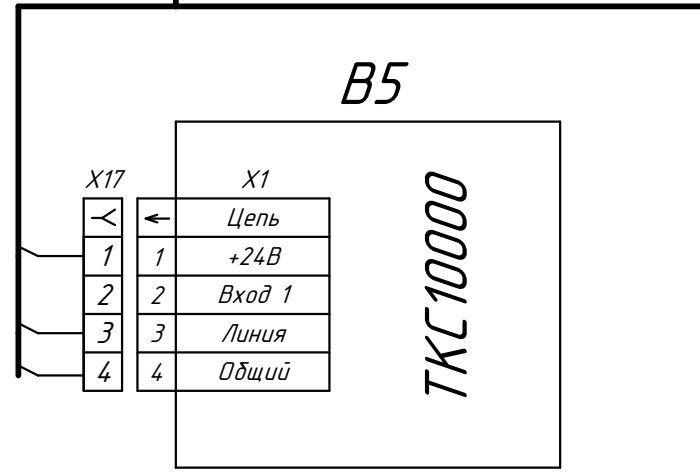 B5
X17 X1
Цепь
1 1 +24В
2 2 Вход 1
3 3 Линия
4 4 Общий
ТКС10000